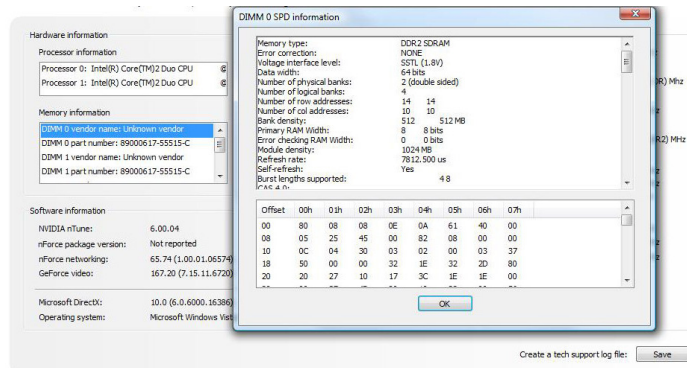 Hardware information
Processor information
Processor 0: Intel(R) Core(TM)2 Duo CPU @
Processor 1: Intel(R) Core(TM)2 Duo CPU @
Memory information
DIMM 0 vendor name: Unknown vendor
DIMM 0 part number: 89000617-55515-C
DIMM 1 vendor name: Unknown vendor
DIMM 1 part number: 89000617-55515-C
Software information
NVIDIA nTune: 6.00.04
nForce package version: Not reported
nForce networking: 65.74 (1.00.01.06574)
GeForce video: 167.20 (7.15.11.6720)
Microsoft DirectX: 10.0 (6.0.6000.16386)
Operating system: Microsoft Windows Vist
DIMM 0 SPD information
Memory type: DDR2 SDRAM
Error correction: NONE
Voltage interface level: SSTL (1.8V)
Data width: 64 bits
Number of physical banks: 2 (double sided)
Number of logical banks: 4
Number of row addresses: 14 14
Number of col addresses: 10 10
Bank density: 512 512 MB
Primary RAM Width: 8 8 bits
Error checking RAM Width: 0 0 bits
Module density: 1024 MB
Refresh rate: 7812.500 us
Self-refresh: Yes
Burst lengths supported: 4 8
CAS 4.0:
Offset 00h 01h 02h 03h 04h 05h 06h 07h
00 80 08 08 0E 0A 61 40 00
08 05 25 45 00 82 08 00 00
10 0C 04 30 03 02 00 03 37
18 50 00 00 32 1E 32 2D 80
20 20 27 10 17 3C 1E 1E 00
OK
R) Mhz
R2) MHz
Create a tech support log file: Save